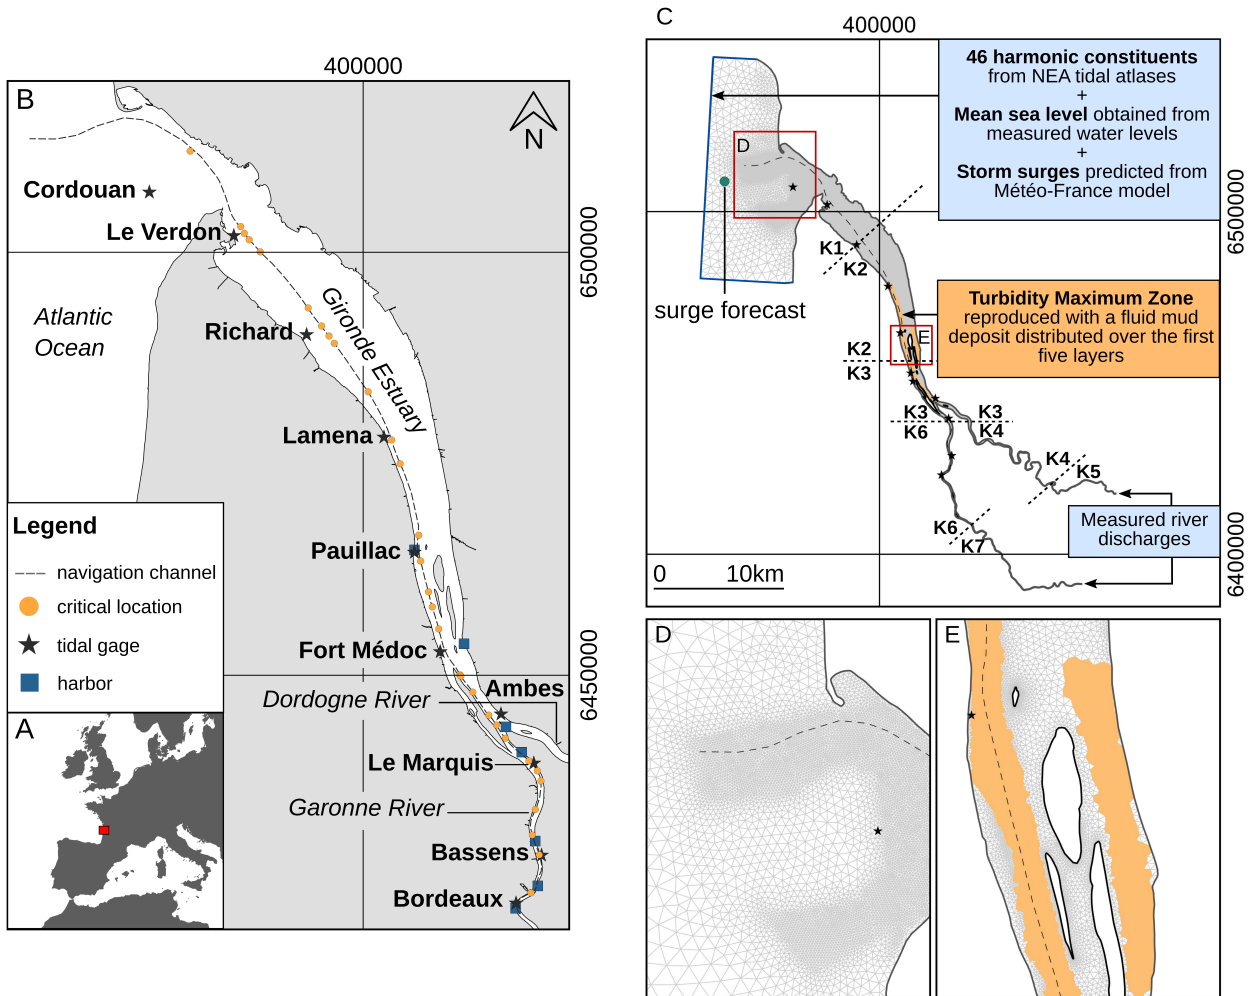 400000
B
N
Cordouan
Le Verdon
6500000
Atlantic
Ocean
Richard
Gironde Estuary
Lamena
Legend
navigation channel
critical location
tidal gage
harbor
Pauillac
Fort Médoc
Ambes
6450000
Dordogne River
Le Marquis
Garonne River
Bassens
Bordeaux
A
C
400000
46 harmonic constituents
from NEA tidal atlases
+
Mean sea level obtained from
measured water levels
+
Storm surges predicted from
Météo-France model
D
6500000
K1
K2
surge forecast
Turbidity Maximum Zone
reproduced with a fluid mud
deposit distributed over the first
five layers
E
K2
K3
K3
K6
K3
K4
K4
K5
K6
K7
Measured river
discharges
0 10km
6400000
D
E